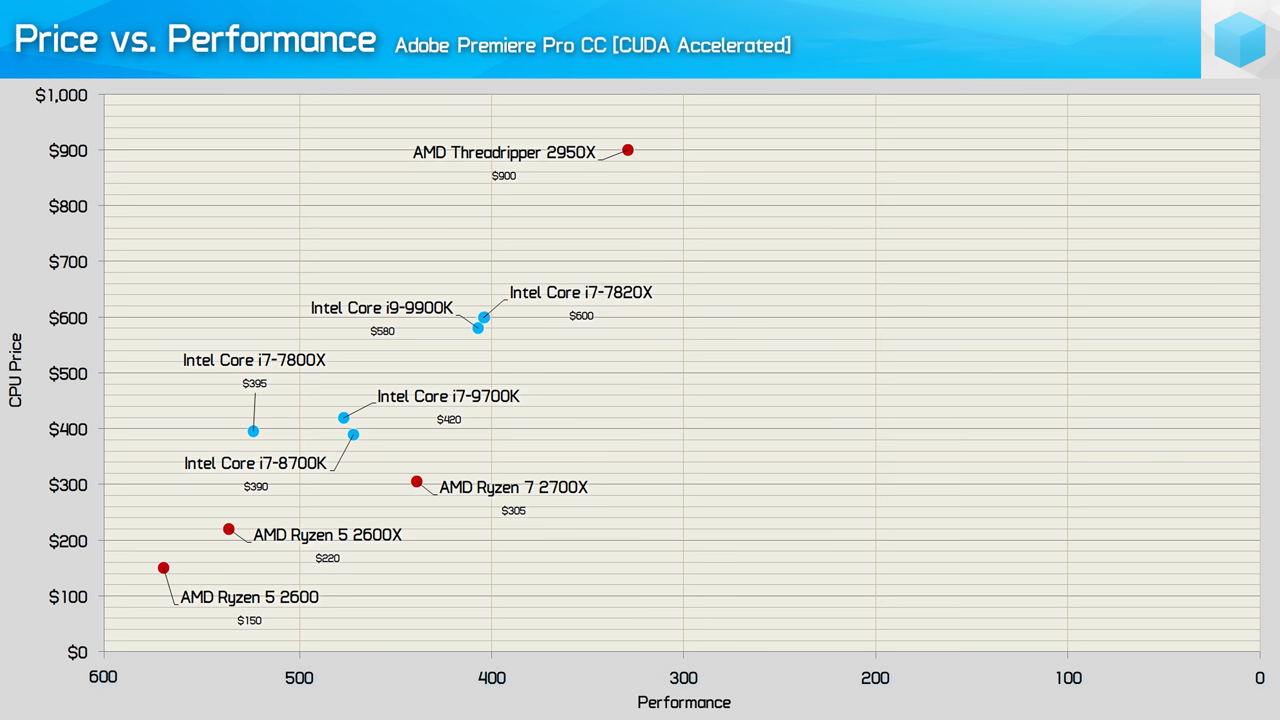 Price vs. Performance Adobe Premiere Pro CC [CUDA Accelerated]
$1,000
$900
$800
$700
$600
$500
$400
$300
$200
$100
$0
CPU Price
AMD Threadripper 2950X
$900
Intel Core i7-7820X
$600
Intel Core i9-9900K
$580
Intel Core i7-7800X
$395
Intel Core i7-9700K
$420
Intel Core i7-8700K
$390
AMD Ryzen 7 2700X
$305
AMD Ryzen 5 2600X
$220
AMD Ryzen 5 2600
$150
600 500 400 300 200 100 0
Performance